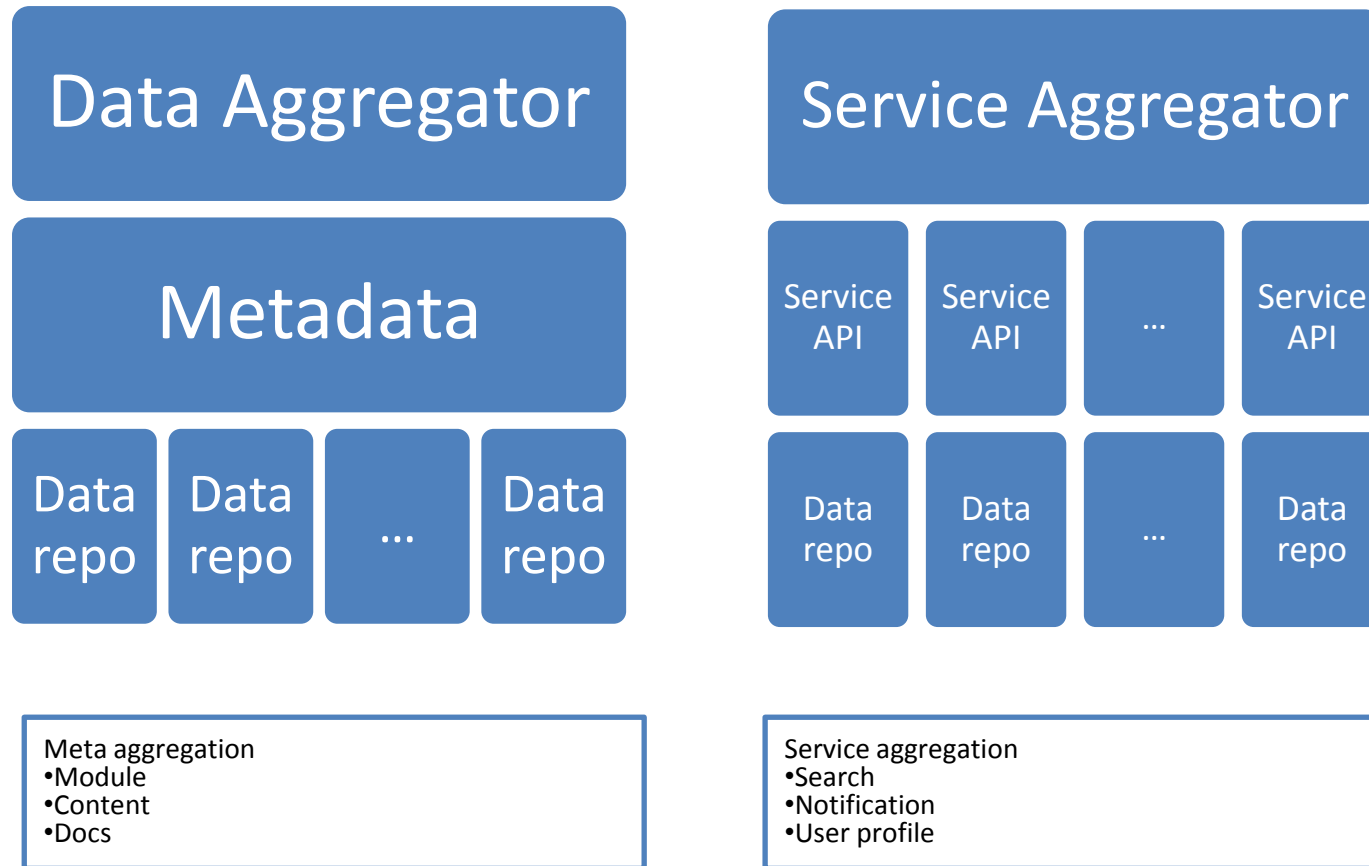 Data Aggregator
Metadata
Data
repo
Data
repo
...
Data
repo
Meta aggregation
•Module
•Content
•Docs
Service Aggregator
Service
API
Service
API
...
Service
API
Data
repo
Data
repo
...
Data
repo
Service aggregation
•Search
•Notification
•User profile